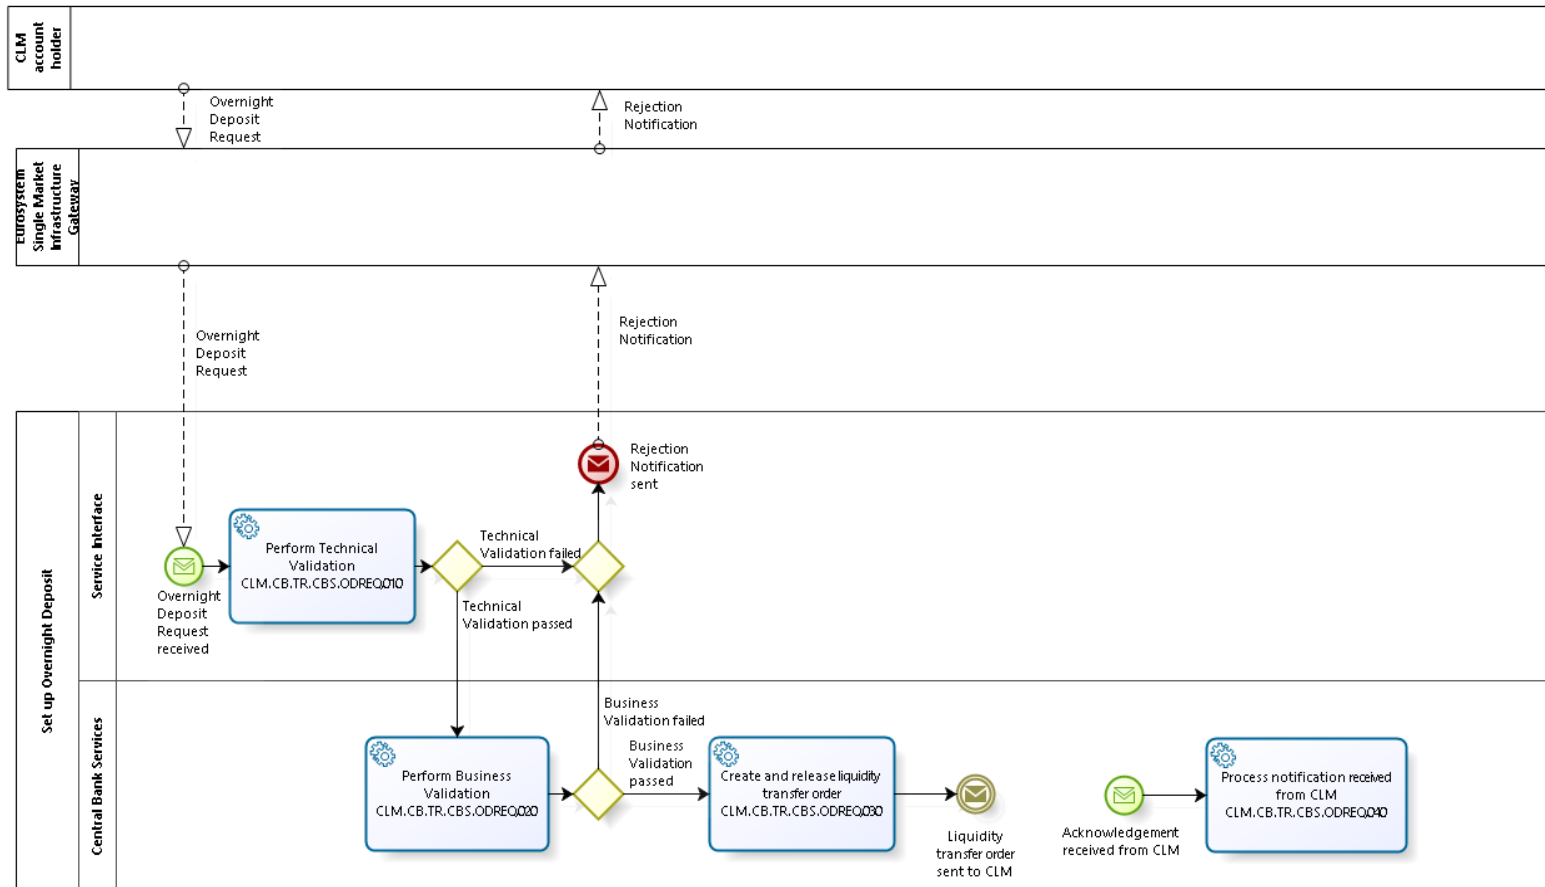 CLM
account
holder
Overnight
Deposit
Request
Rejection
Notification
Eurosystem
Single Market
Infrastructure
Gateway
Overnight
Deposit
Request
Rejection
Notification
Set up Overnight Deposit
Service Interface
Rejection
Notification
sent
Overnight
Deposit
Request
received
Perform Technical
Validation
CLM.CB.TR.CBS.ODREQ.010
Technical
Validation failed
Technical
Validation passed
Central Bank Services
Perform Business
Validation
CLM.CB.TR.CBS.ODREQ.020
Business
Validation failed
Business
Validation
passed
Create and release liquidity
transfer order
CLM.CB.TR.CBS.ODREQ.030
Liquidity
transfer order
sent to CLM
Acknowledgement
received from CLM
Process notification received
from CLM
CLM.CB.TR.CBS.ODREQ.040